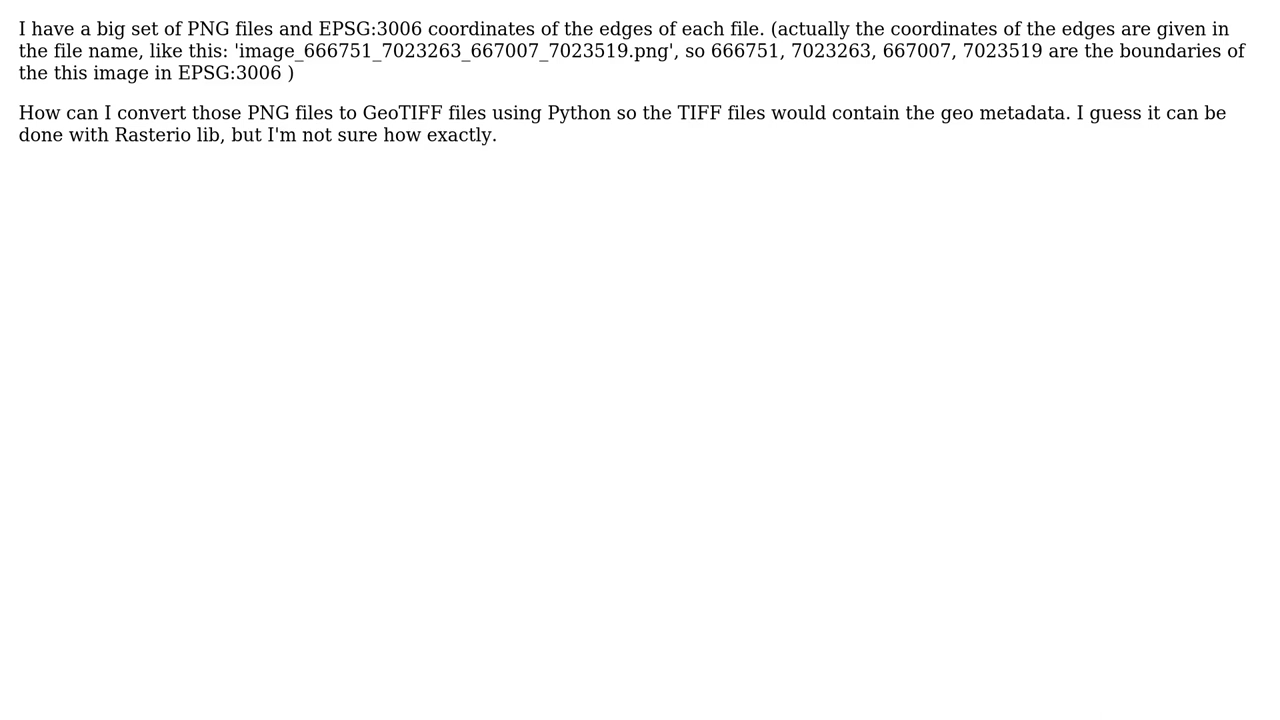 I have a big set of PNG files and EPSG:3006 coordinates of the edges of each file. (actually the coordinates of the edges are given in
the file name, like this: 'image_666751_7023263_667007_7023519.png', so 666751, 7023263, 667007, 7023519 are the boundaries of
the this image in EPSG:3006 )
How can I convert those PNG files to GeoTIFF files using Python so the TIFF files would contain the geo metadata. I guess it can be
done with Rasterio lib, but I'm not sure how exactly.